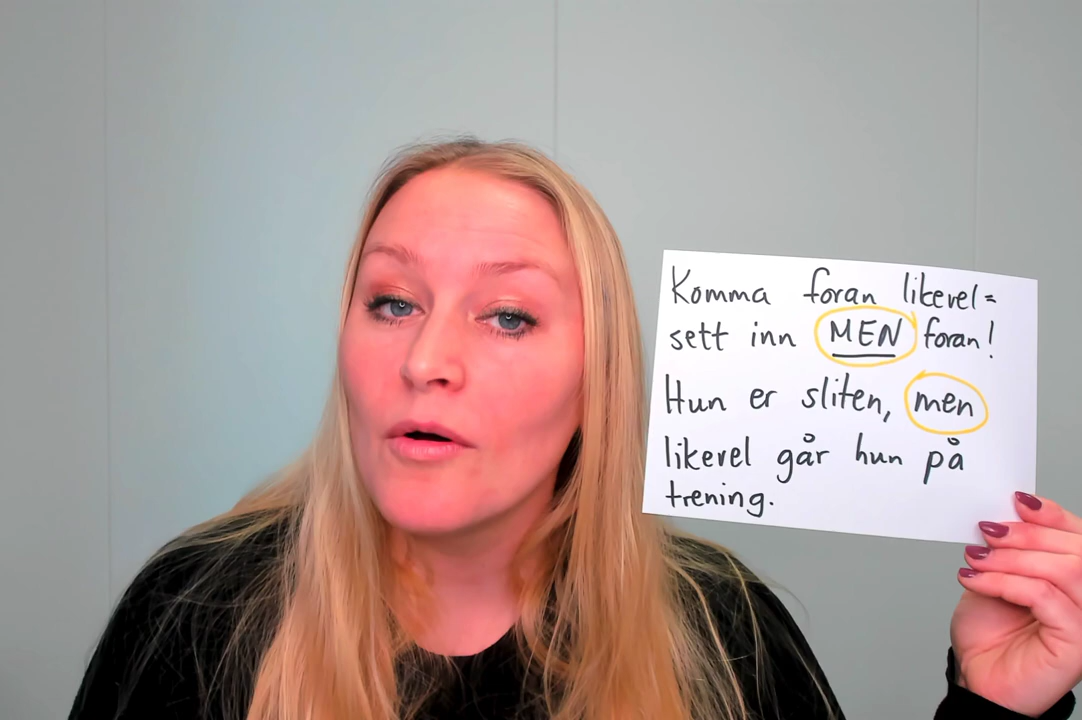 Komma foran likevel =
sett inn MEN foran!
Hun er sliten, men
likevel går hun på
trening.